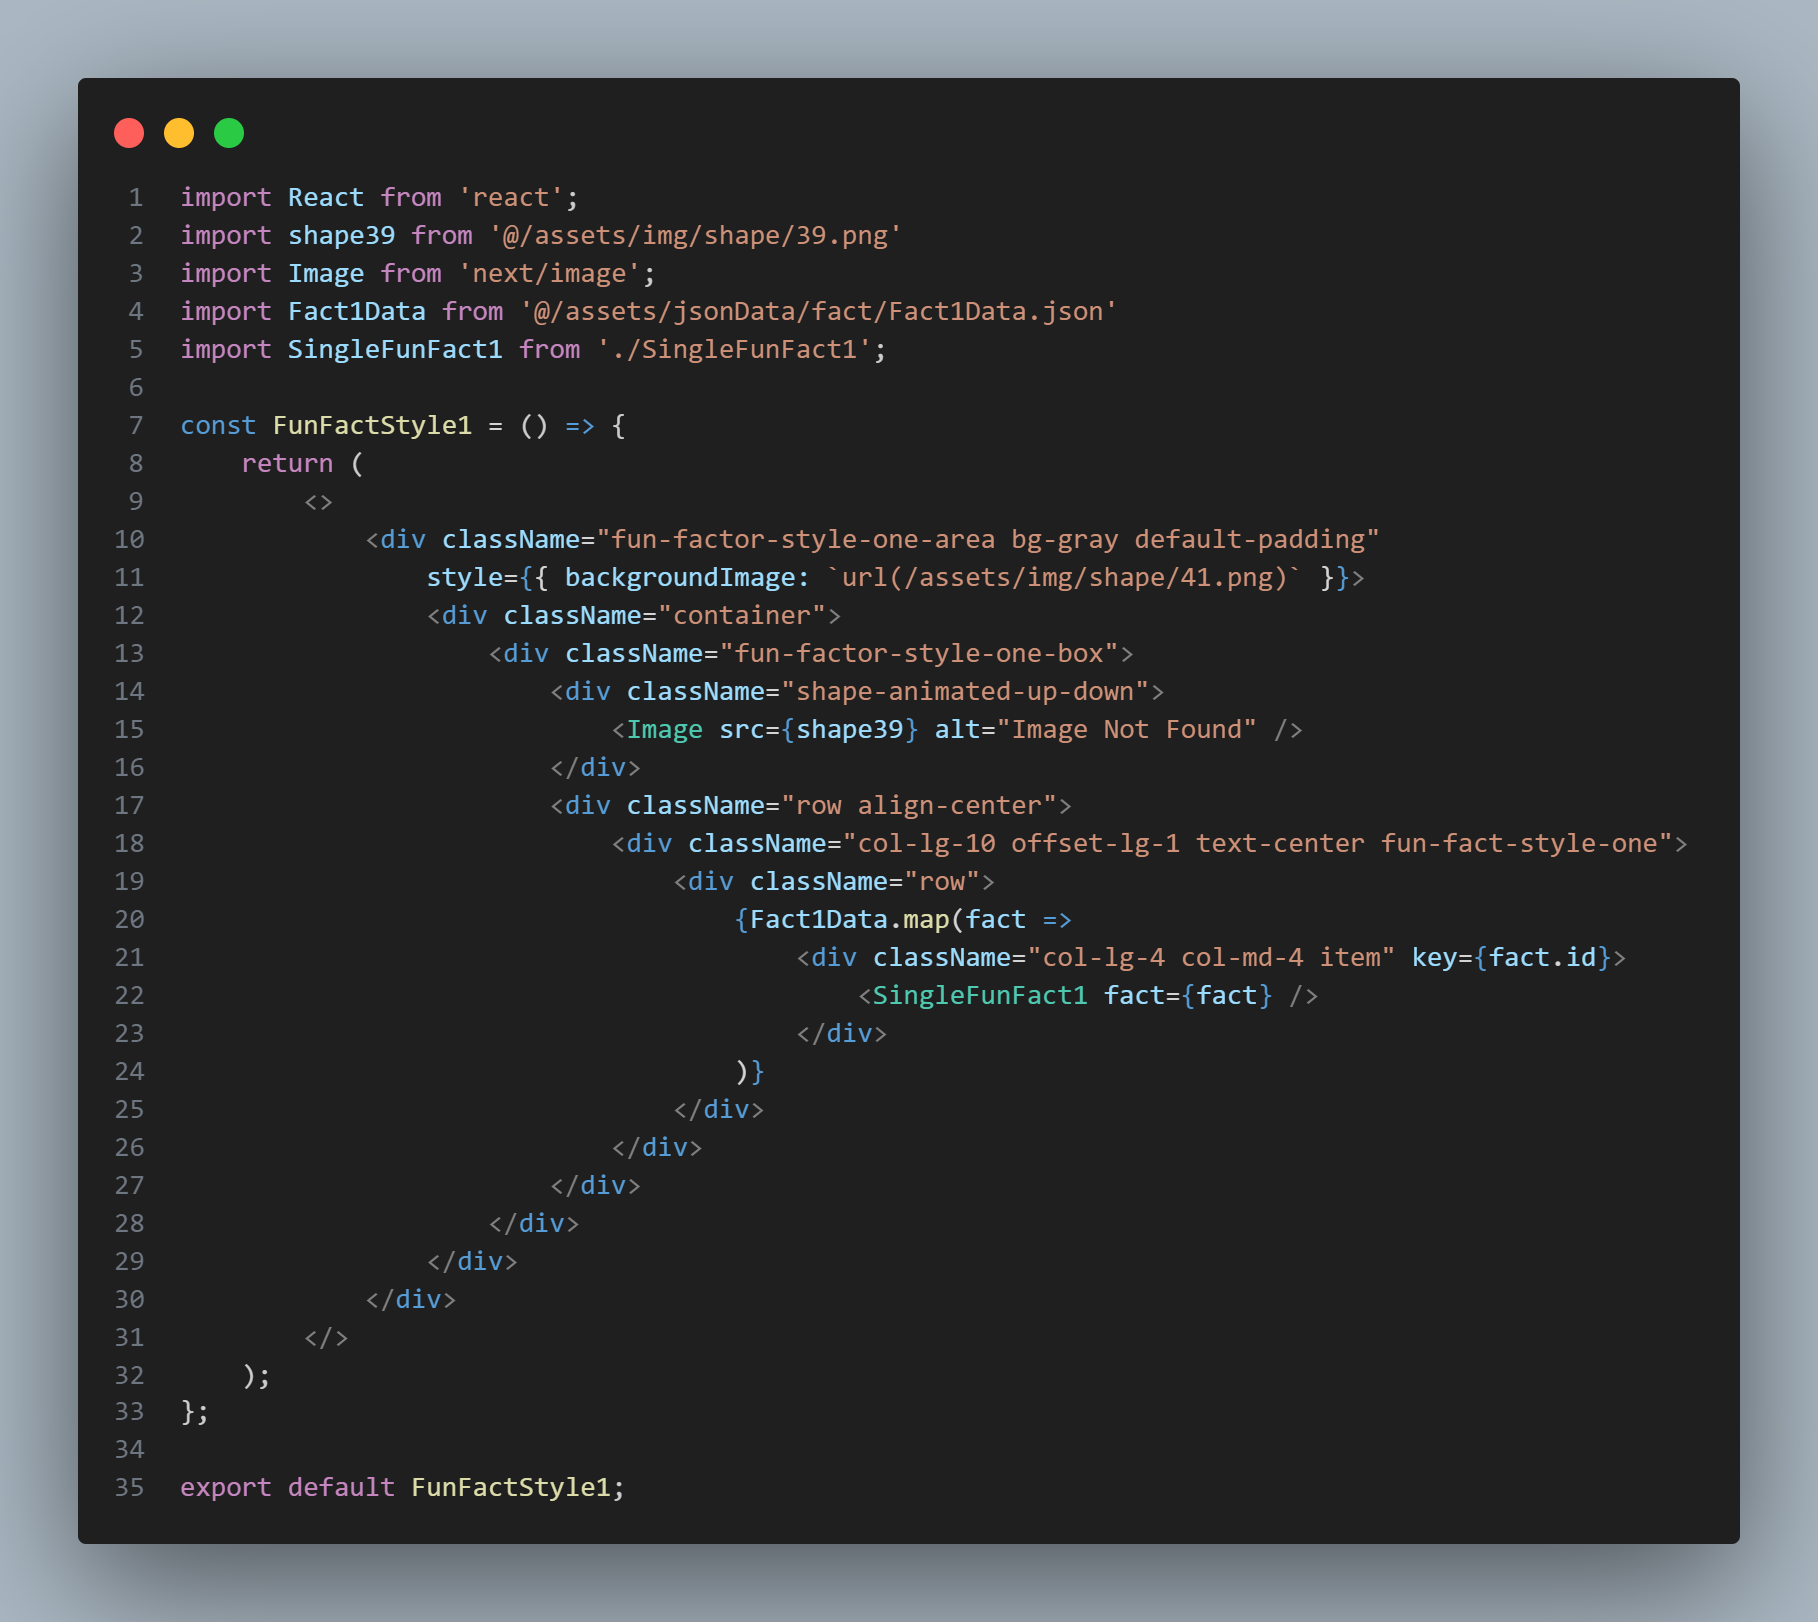 1 import React from 'react';
2 import shape39 from '@/assets/img/shape/39.png'
3 import Image from 'next/image';
4 import Fact1Data from '@/assets/jsonData/fact/Fact1Data.json'
5 import SingleFunFact1 from './SingleFunFact1';
6
7 const FunFactStyle1 = () => {
8     return (
9         <>
10             <div className="fun-factor-style-one-area bg-gray default-padding"
11                 style={{ backgroundImage: `url(/assets/img/shape/41.png)` }}>
12                 <div className="container">
13                     <div className="fun-factor-style-one-box">
14                         <div className="shape-animated-up-down">
15                             <Image src={shape39} alt="Image Not Found" />
16                         </div>
17                         <div className="row align-center">
18                             <div className="col-lg-10 offset-lg-1 text-center fun-fact-style-one">
19                                 <div className="row">
20                                     {Fact1Data.map(fact =>
21                                         <div className="col-lg-4 col-md-4 item" key={fact.id}>
22                                             <SingleFunFact1 fact={fact} />
23                                         </div>
24                                     )}
25                                 </div>
26                             </div>
27                         </div>
28                     </div>
29                 </div>
30             </div>
31         </>
32     );
33 };
34
35 export default FunFactStyle1;